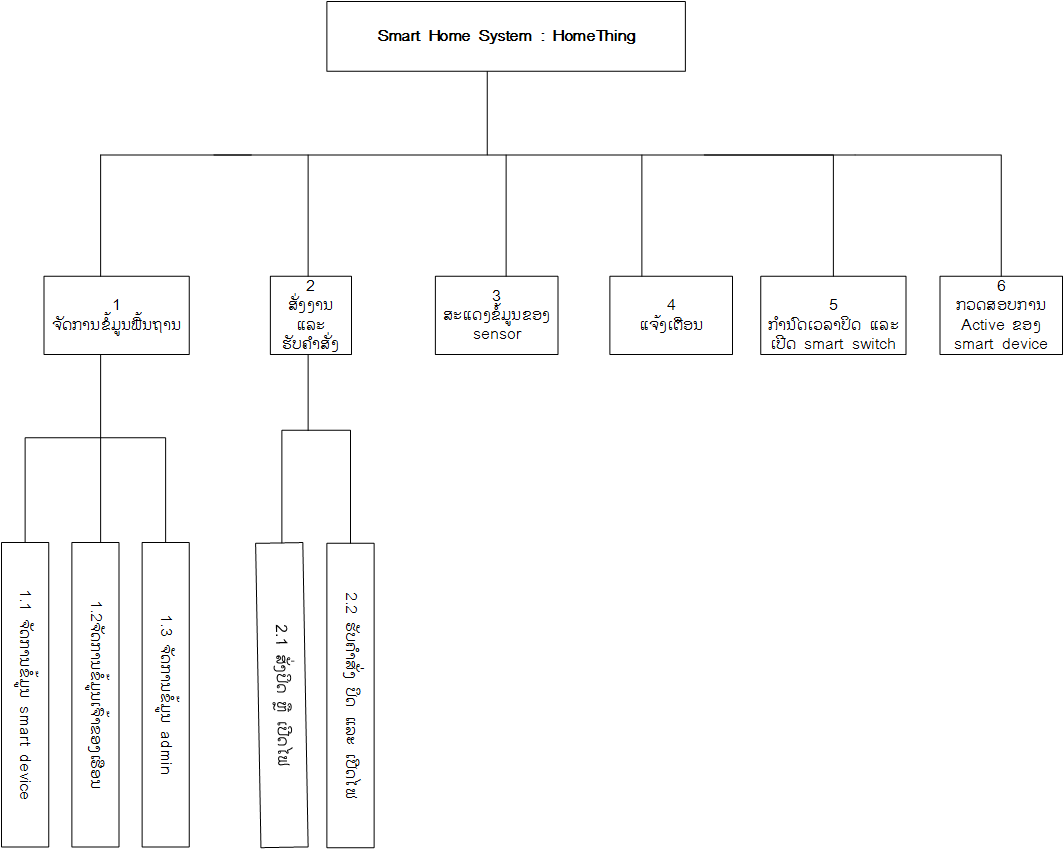 Smart Home System : HomeThing
1
ຈັດການຂໍ້ມູນພື້ນຖານ
2
ສັ່ງງານ
ແລະ
ຮັບຄຳສັ່ງ
3
ສະແດງຂໍ້ມູນຂອງ
sensor
4
ແຈ້ງເຕືອນ
5
ກຳນົດເວລາປິດ ແລະ
ເປີດ smart switch
6
ກວດສອບການ
Active ຂອງ
smart device
1.1 ຈັດການຂໍ້ມູນ smart device
1.2ຈັດການຂໍ້ມູນເຈົ້າຂອງເຮືອນ
1.3 ຈັດການຂໍ້ມູນ admin
2.1 ສັ່ງປິດ ຫຼື ເປີດໄຟ
2.2 ຮັບຄຳສັ່ງ ປິດ ແລະ ເປີດໄຟ